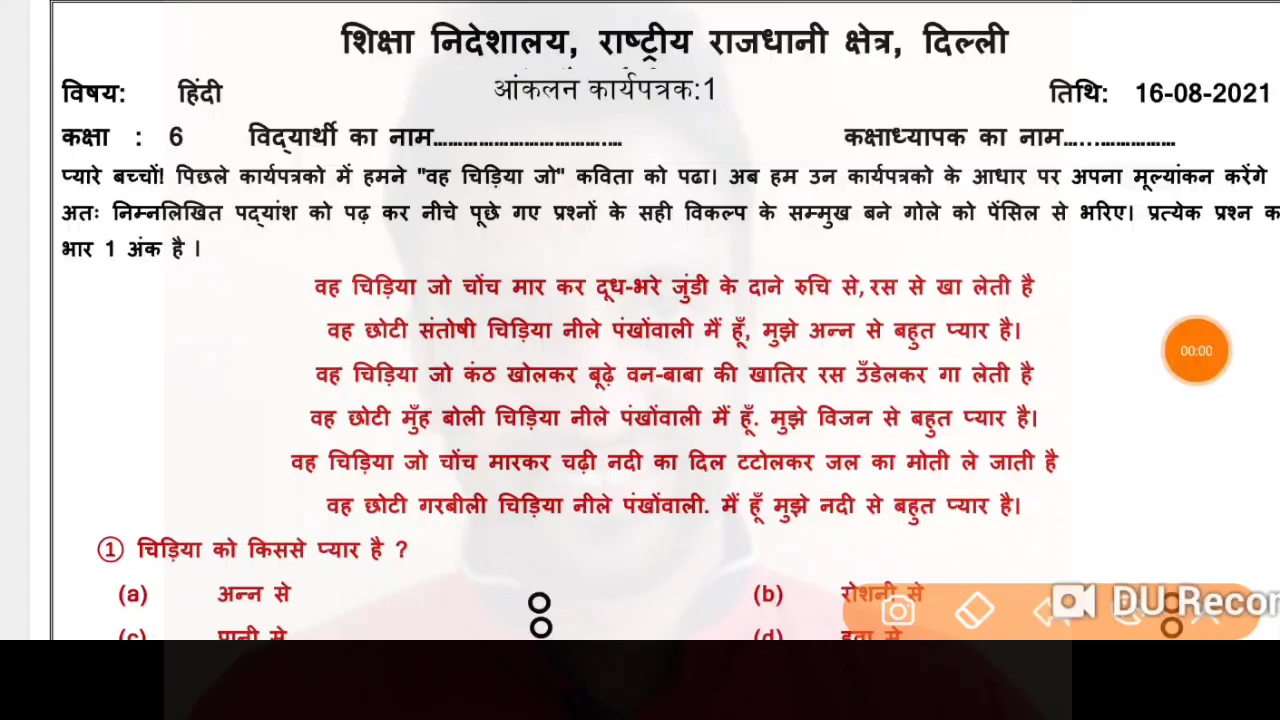 शिक्षा निदेशालय, राष्ट्रीय राजधानी क्षेत्र, दिल्ली
विषय: हिंदी आंकलन कार्यपत्रक:1 तिथि: 16-08-2021
कक्षा : 6 विद्यार्थी का नाम................................... कक्षाध्यापक का नाम.....................
प्यारे बच्चों! पिछले कार्यपत्रको में हमने "वह चिड़िया जो" कविता को पढा। अब हम उन कार्यपत्रको के आधार पर अपना मूल्यांकन करेंगे
अतः निम्नलिखित पद्यांश को पढ़ कर नीचे पूछे गए प्रश्नों के सही विकल्प के सम्मुख बने गोले को पेंसिल से भरिए। प्रत्येक प्रश्न क
भार 1 अंक है ।
वह चिड़िया जो चोंच मार कर दूध-भरे जुंडी के दाने रुचि से, रस से खा लेती है
वह छोटी संतोषी चिड़िया नीले पंखोंवाली मैं हूँ, मुझे अन्न से बहुत प्यार है।
वह चिड़िया जो कंठ खोलकर बूढ़े वन-बाबा की खातिर रस उँडेलकर गा लेती है
वह छोटी मुँह बोली चिड़िया नीले पंखोंवाली मैं हूँ. मुझे विजन से बहुत प्यार है।
वह चिड़िया जो चोंच मारकर चढ़ी नदी का दिल टटोलकर जल का मोती ले जाती है
वह छोटी गरबीली चिड़िया नीले पंखोंवाली. मैं हूँ मुझे नदी से बहुत प्यार है।
① चिड़िया को किससे प्यार है ?
(a) अन्न से (b) रोशनी से
(c) पानी से (d) हवा से
00:00
DU Recor